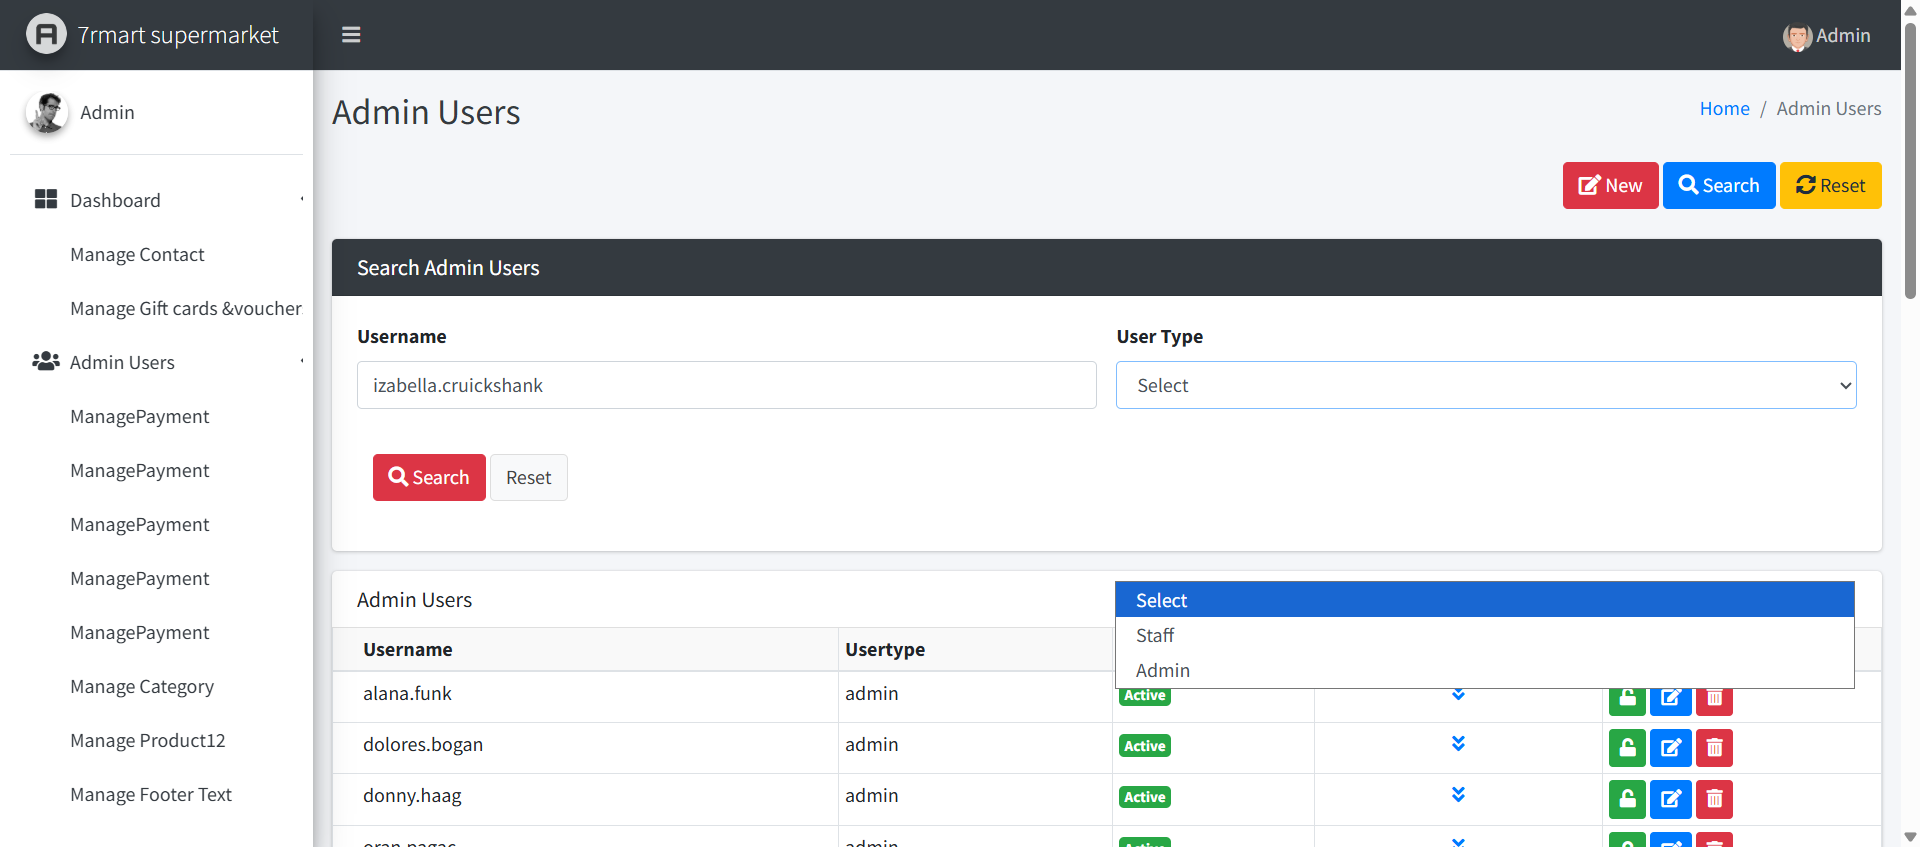 7rmart supermarket
Admin
Admin
Admin Users
Home / Admin Users
Dashboard
Manage Contact
Manage Gift cards &voucher
Admin Users
ManagePayment
ManagePayment
ManagePayment
ManagePayment
ManagePayment
Manage Category
Manage Product12
Manage Footer Text
New
Search
Reset
Search Admin Users
Username
User Type
izabella.cruickshank
Select
Search
Reset
Admin Users
Select
Staff
Admin
Username
Usertype
alana.funk
admin
Active
dolores.bogan
admin
Active
donny.haag
admin
Active
admin
Active